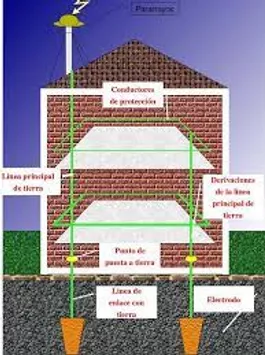 Pararrayos
Conductores
de protección
Línea principal
de tierra
Derivaciones
de la línea
principal de
tierra
Punto de
puesta a tierra
Línea de
enlace con
tierra
Electrodo